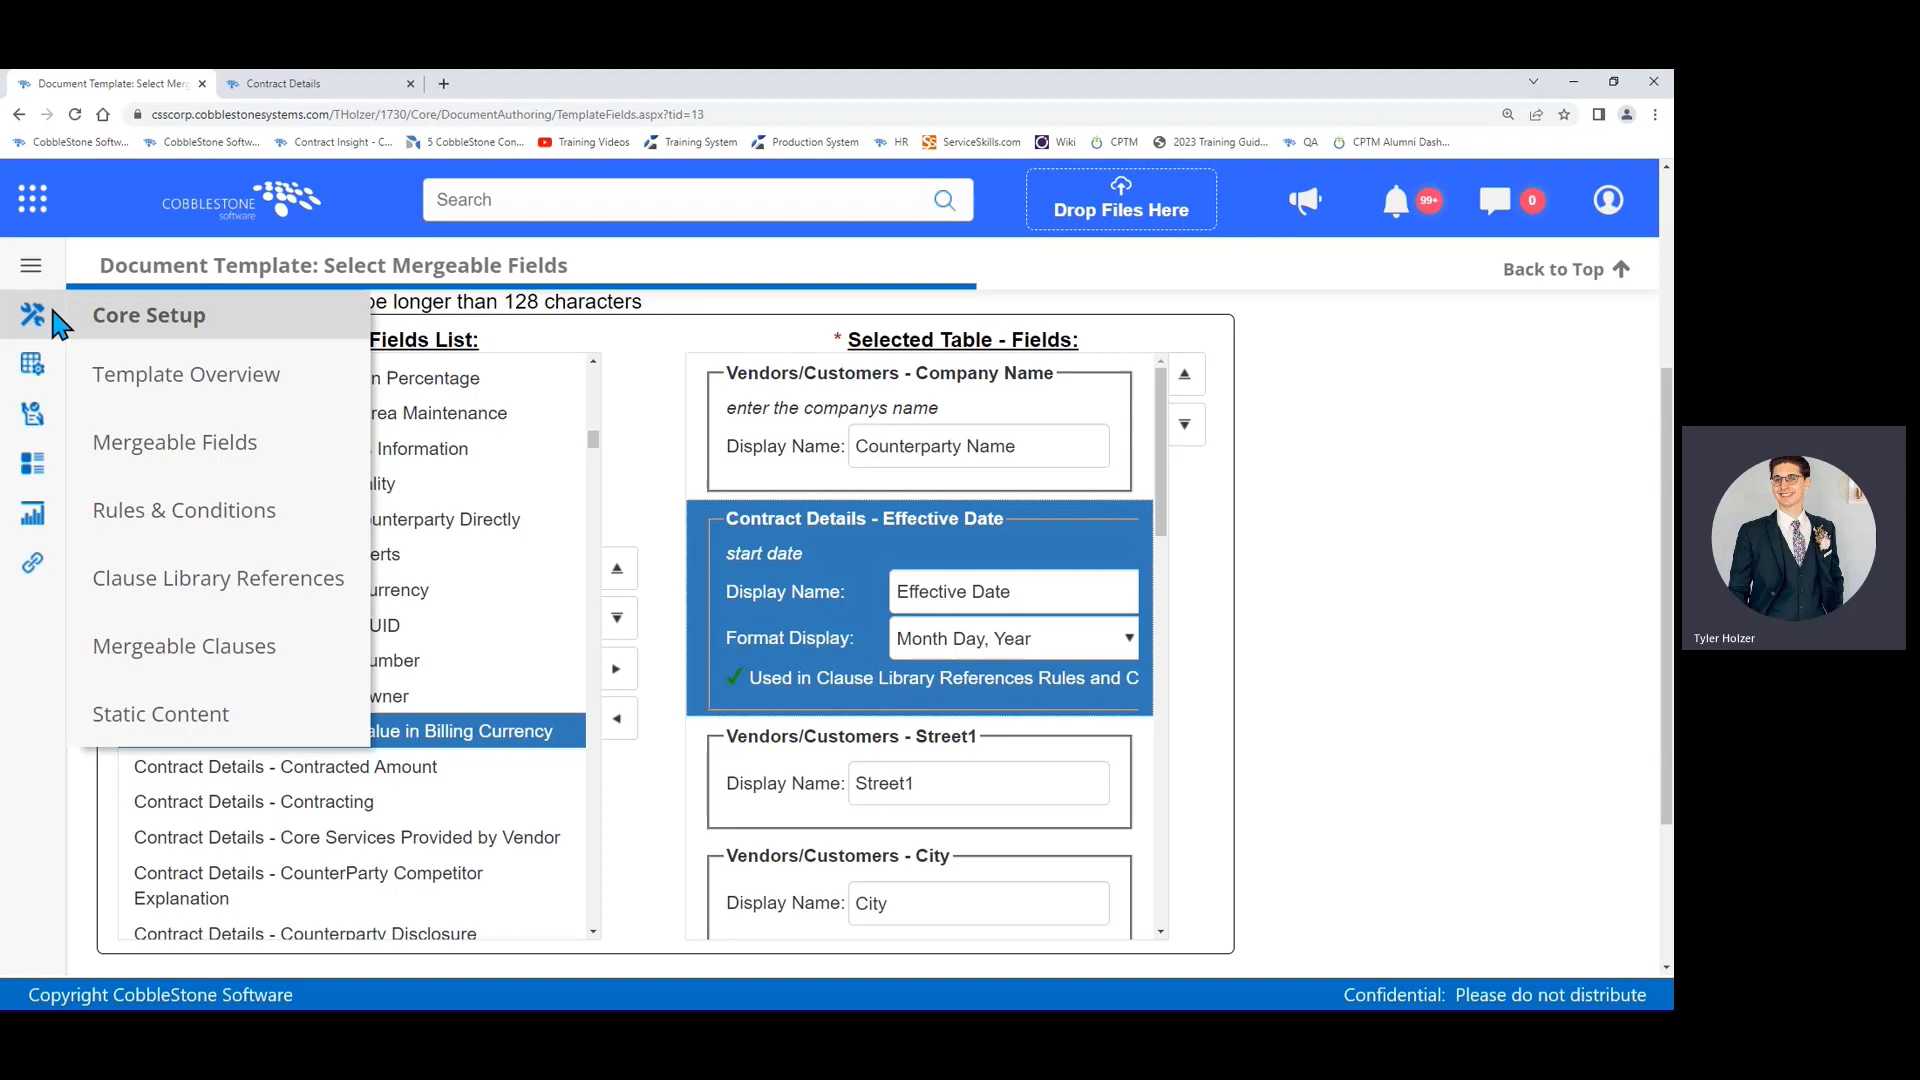 Document Template: Select Merg
Contract Details
csscorp.cobblestonesystems.com/THolzer/1730/Core/DocumentAuthoring/TemplateFields.aspx?tid=13
CobbleStone Softw...
CobbleStone Softw...
Contract Insight - C...
5 CobbleStone Con...
Training Videos
Training System
Production System
HR
ServiceSkills.com
Wiki
CPTM
2023 Training Guid...
QA
CPTM Alumni Dash...
COBBLESTONE
software
Search
Drop Files Here
99+
0
Document Template: Select Mergeable Fields
Back to Top
be longer than 128 characters
Core Setup
Template Overview
Mergeable Fields
Rules & Conditions
Clause Library References
Mergeable Clauses
Static Content
Fields List:
n Percentage
rea Maintenance
Information
lity
ounterparty Directly
erts
urrency
UID
umber
wner
alue in Billing Currency
Contract Details - Contracted Amount
Contract Details - Contracting
Contract Details - Core Services Provided by Vendor
Contract Details - CounterParty Competitor
Explanation
Contract Details - Counterparty Disclosure
* Selected Table - Fields:
Vendors/Customers - Company Name
enter the companys name
Display Name: Counterparty Name
Contract Details - Effective Date
start date
Display Name: Effective Date
Format Display: Month Day, Year
Used in Clause Library References Rules and C
Vendors/Customers - Street1
Display Name: Street1
Vendors/Customers - City
Display Name: City
Tyler Holzer
Copyright CobbleStone Software
Confidential: Please do not distribute